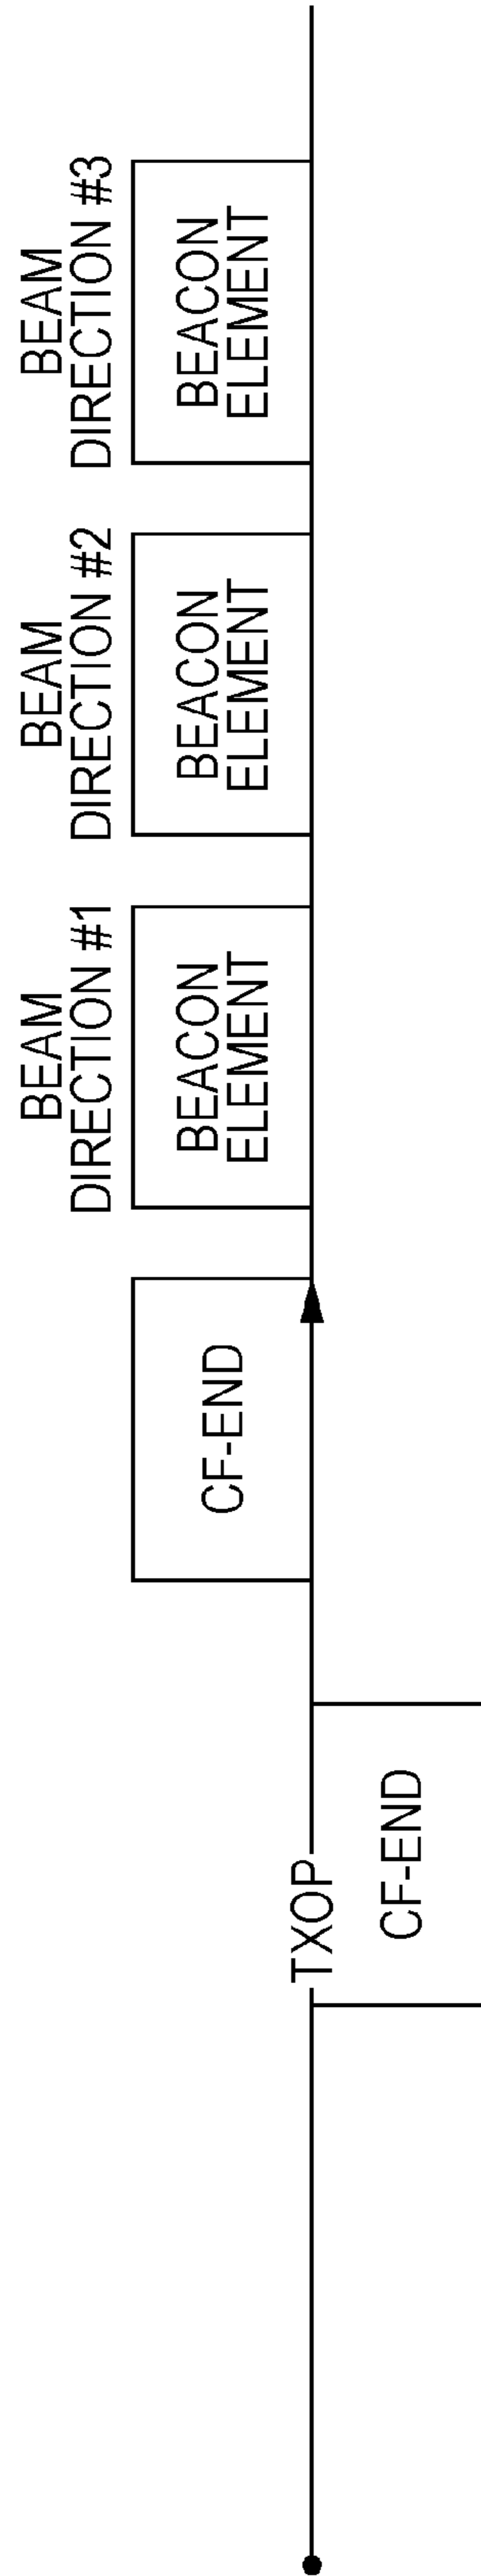 BEAM
DIRECTION #1
BEAM
DIRECTION #2
BEAM
DIRECTION #3
CF-END
BEACON
ELEMENT
BEACON
ELEMENT
BEACON
ELEMENT
TXOP
CF-END